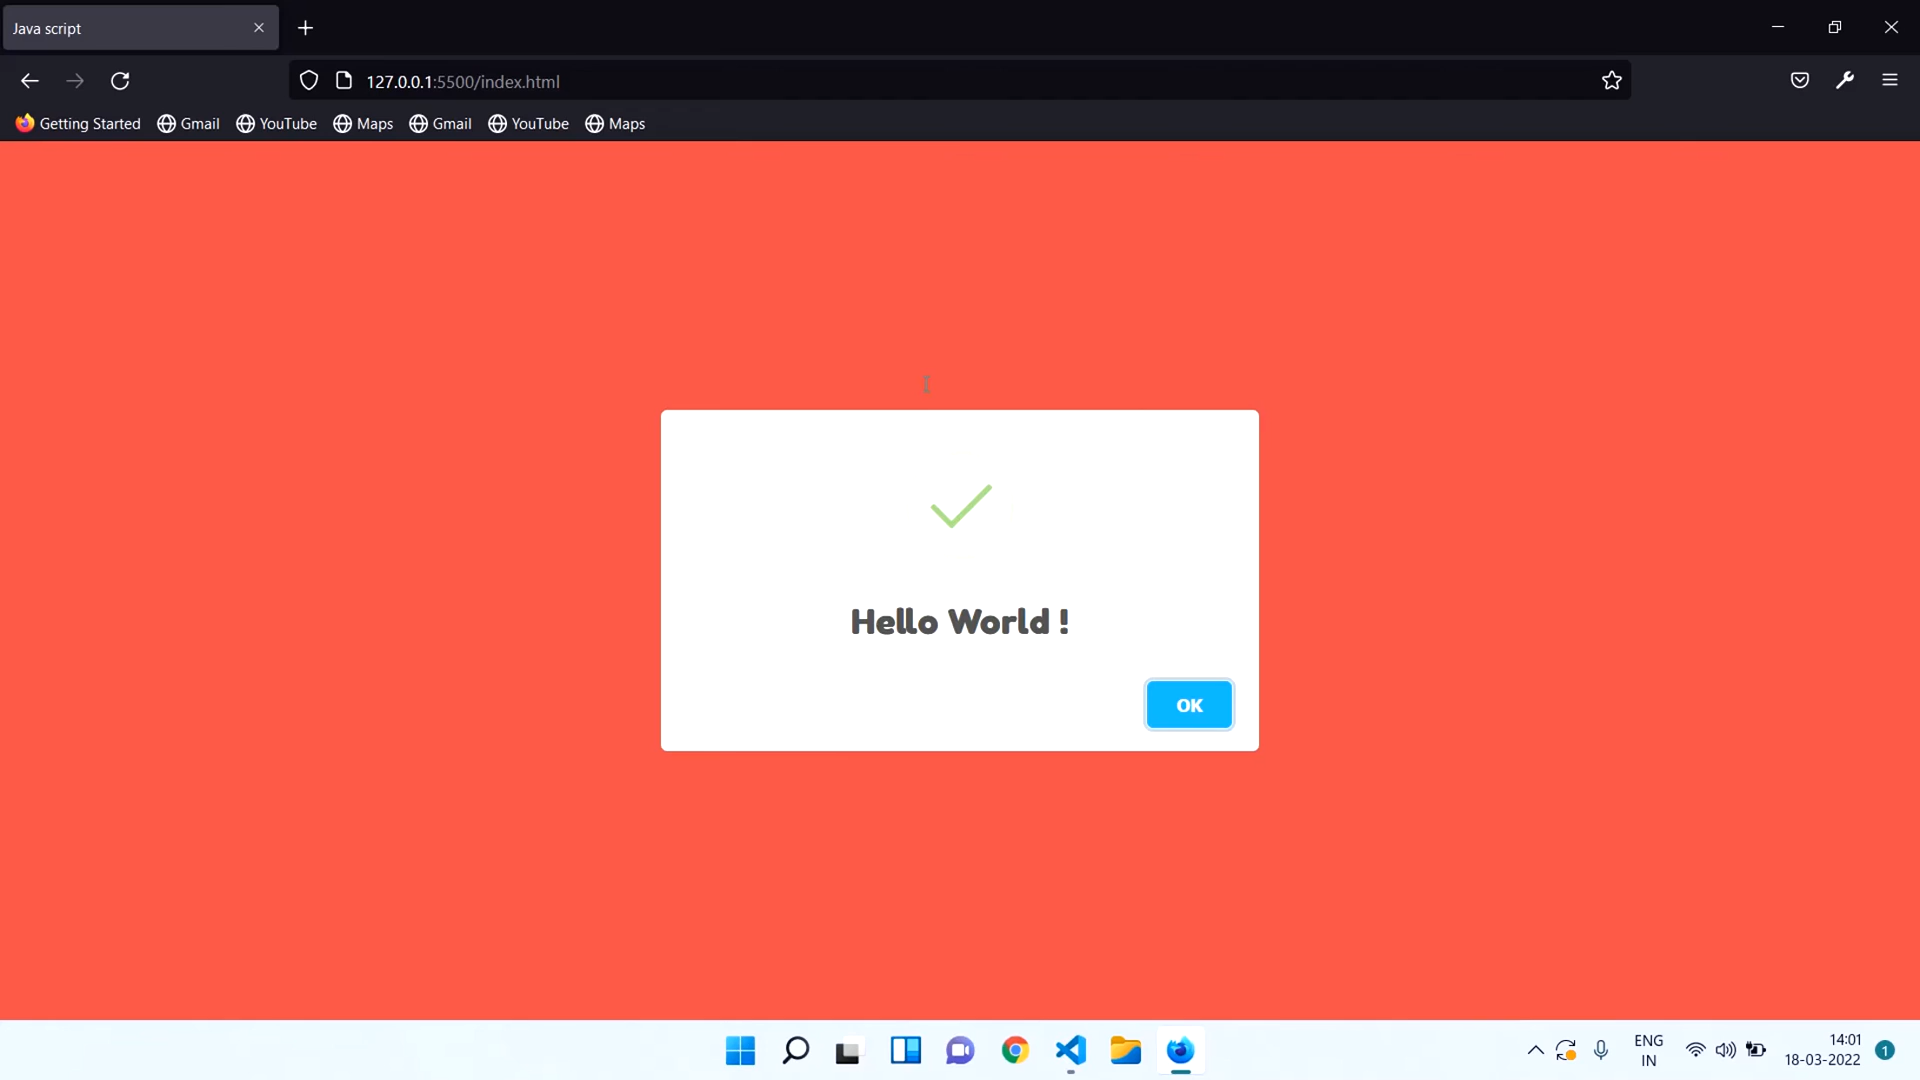 Java script
127.0.0.1:5500/index.html
Getting Started Gmail YouTube Maps Gmail YouTube Maps
Hello World !
OK
ENG
IN
14:01
18-03-2022
1